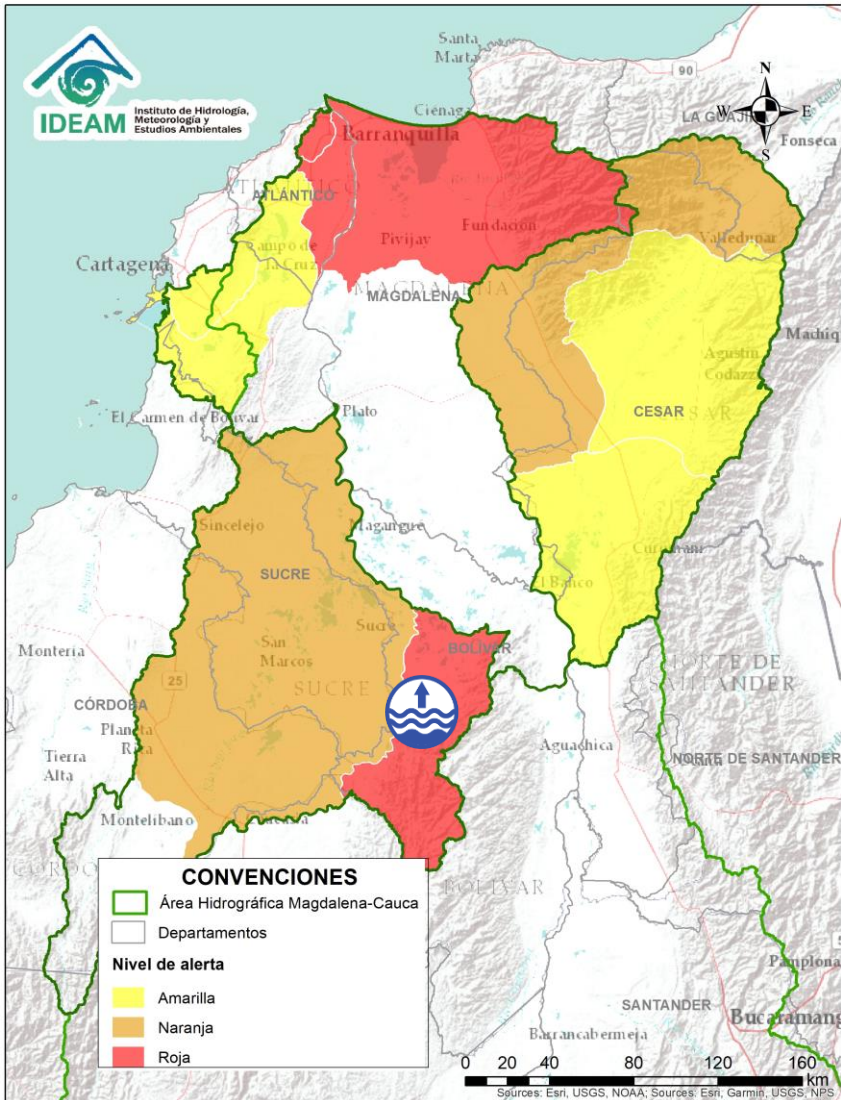 IDEAM
Instituto de Hidrología,
Meteorología y
Estudios Ambientales
Santa
Marta
90
N
W
E
S
Ciénaga
LA GUAJIRA
Barranquilla
Fonseca
ATLÁNTICO
Fundación
Pivijay
Valledupar
Campo de
la Cruz
Cartagena
MAGDALENA
Agustín
Codazzi
El Carmen de Bolívar
Plato
CESAR
Sincelejo
Magangue
SUCRE
El Banco
Sucre
BOLÍVAR
Montería
San
Marcos
SUCRE
NORTE DE
SANTANDER
25
CÓRDOBA
Planeta
Rica
Aguachica
Tierra
Alta
NORTE DE SANTANDER
Montelibano
BOLÍVAR
CONVENCIONES
Área Hidrográfica Magdalena-Cauca
Departamentos
Nivel de alerta
Amarilla
Naranja
Roja
Pamplona
SANTANDER
Bucaramang
Barrancabermeja
0 20 40 80 120 160
km
Sources: Esri, USGS, NOAA; Sources: Esri, Garmin, USGS, NPS